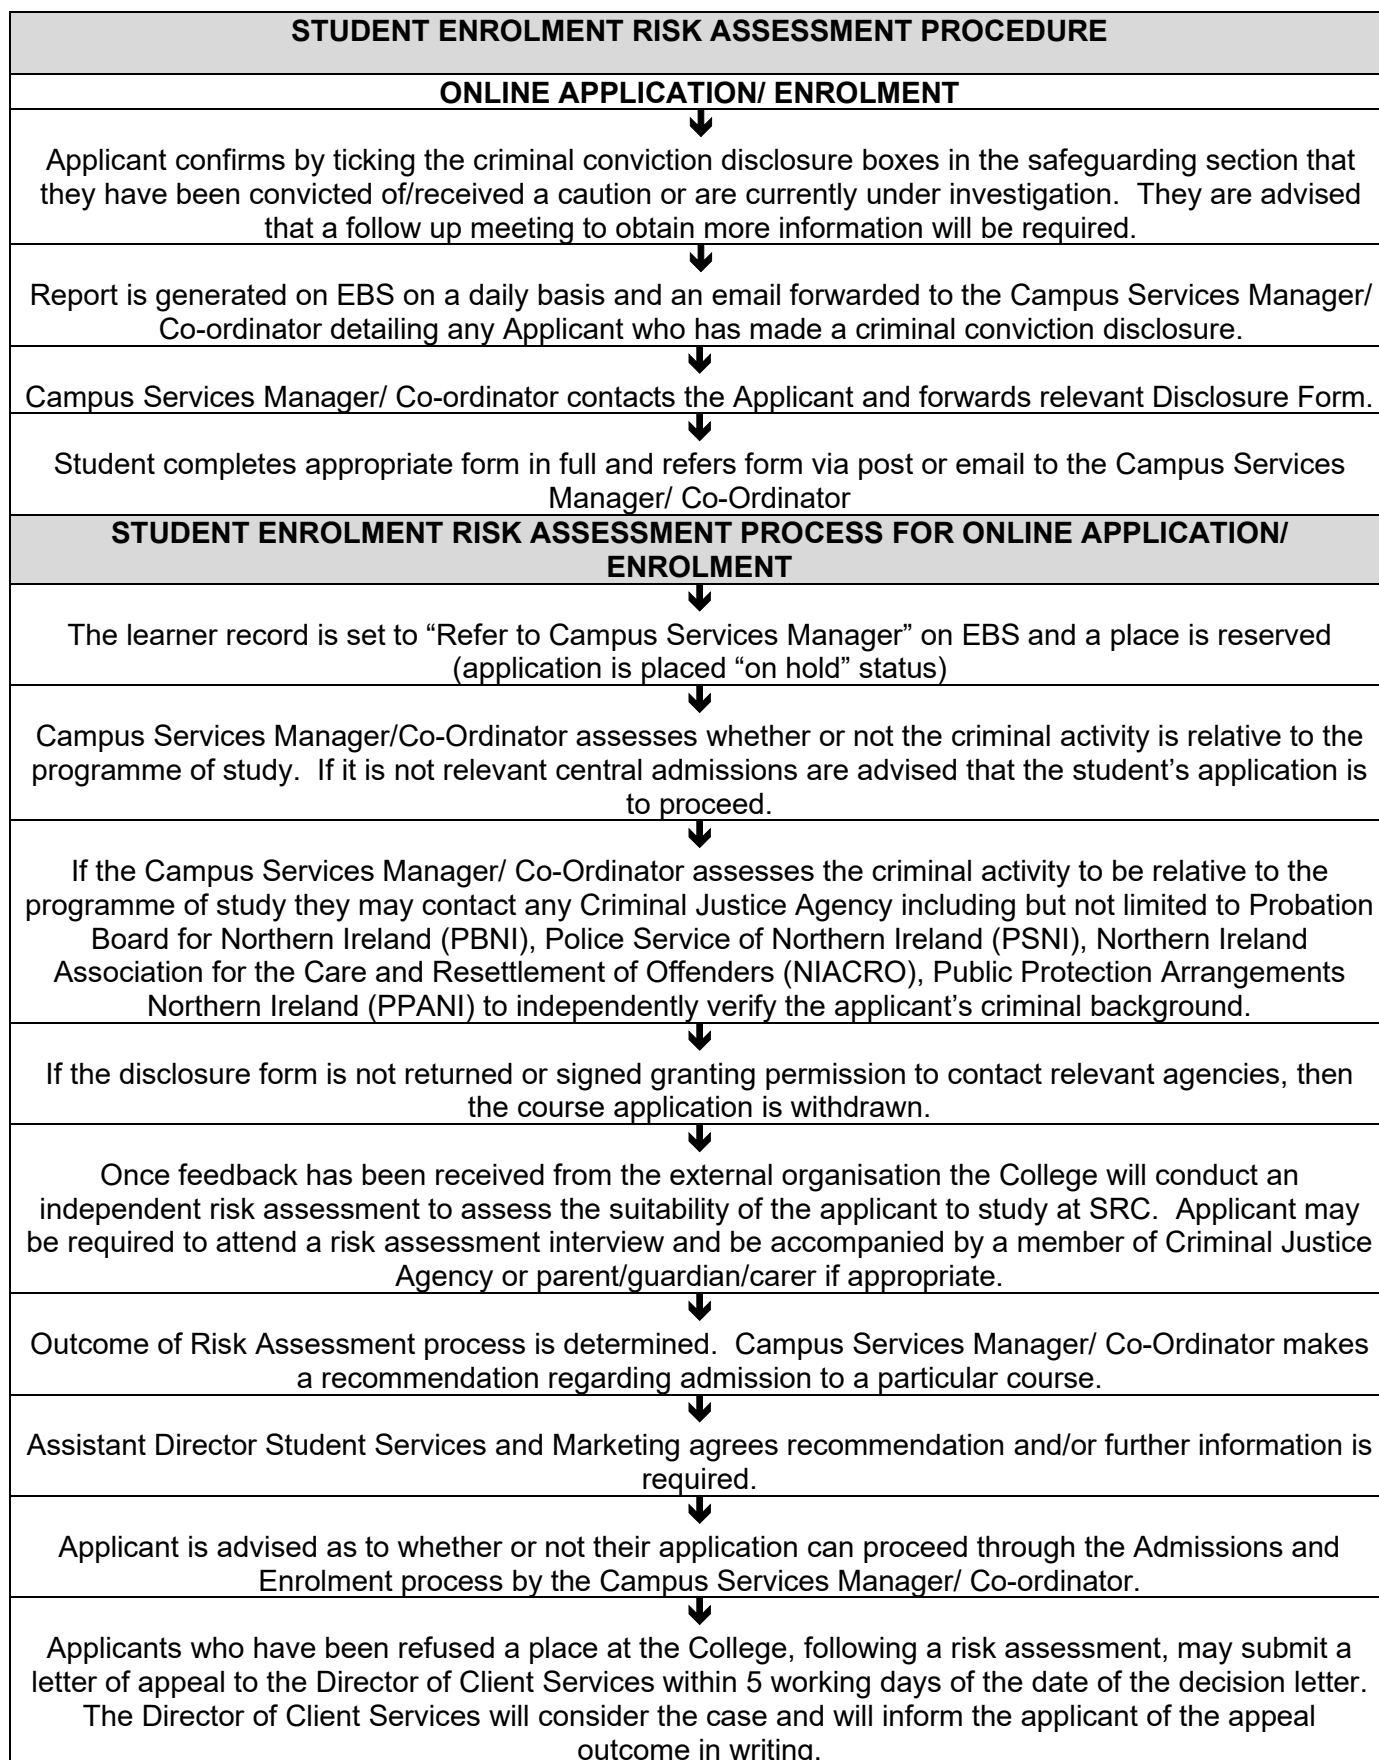 STUDENT ENROLMENT RISK ASSESSMENT PROCEDURE
ONLINE APPLICATION/ ENROLMENT
Applicant confirms by ticking the criminal conviction disclosure boxes in the safeguarding section that
they have been convicted of/received a caution or are currently under investigation.  They are advised
that a follow up meeting to obtain more information will be required.
Report is generated on EBS on a daily basis and an email forwarded to the Campus Services Manager/
Co-ordinator detailing any Applicant who has made a criminal conviction disclosure.
Campus Services Manager/ Co-ordinator contacts the Applicant and forwards relevant Disclosure Form.
Student completes appropriate form in full and refers form via post or email to the Campus Services
Manager/ Co-Ordinator
STUDENT ENROLMENT RISK ASSESSMENT PROCESS FOR ONLINE APPLICATION/
ENROLMENT
The learner record is set to “Refer to Campus Services Manager” on EBS and a place is reserved
(application is placed “on hold” status)
Campus Services Manager/Co-Ordinator assesses whether or not the criminal activity is relative to the
programme of study.  If it is not relevant central admissions are advised that the student’s application is
to proceed.
If the Campus Services Manager/ Co-Ordinator assesses the criminal activity to be relative to the
programme of study they may contact any Criminal Justice Agency including but not limited to Probation
Board for Northern Ireland (PBNI), Police Service of Northern Ireland (PSNI), Northern Ireland
Association for the Care and Resettlement of Offenders (NIACRO), Public Protection Arrangements
Northern Ireland (PPANI) to independently verify the applicant’s criminal background.
If the disclosure form is not returned or signed granting permission to contact relevant agencies, then
the course application is withdrawn.
Once feedback has been received from the external organisation the College will conduct an
independent risk assessment to assess the suitability of the applicant to study at SRC.  Applicant may
be required to attend a risk assessment interview and be accompanied by a member of Criminal Justice
Agency or parent/guardian/carer if appropriate.
Outcome of Risk Assessment process is determined.  Campus Services Manager/ Co-Ordinator makes
a recommendation regarding admission to a particular course.
Assistant Director Student Services and Marketing agrees recommendation and/or further information is
required.
Applicant is advised as to whether or not their application can proceed through the Admissions and
Enrolment process by the Campus Services Manager/ Co-ordinator.
Applicants who have been refused a place at the College, following a risk assessment, may submit a
letter of appeal to the Director of Client Services within 5 working days of the date of the decision letter.
The Director of Client Services will consider the case and will inform the applicant of the appeal
outcome in writing.